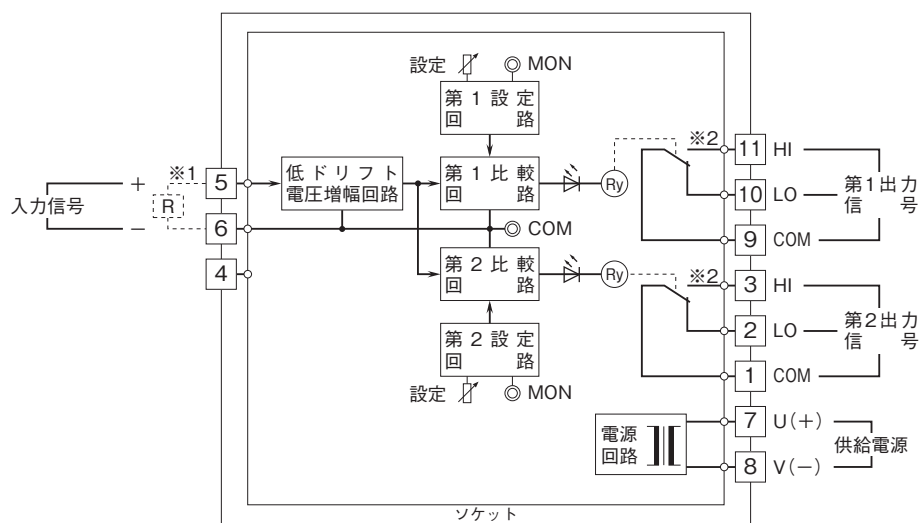 設定 MON
第1設定
回 路
※1
5
低ドリフト
電圧増幅回路
第1比較
回 路
Ry
※2
11 HI
10 LO
9 COM
第1出力
信 号
+
入力信号
R
−
6
4
COM
第2比較
回 路
Ry
※2
3 HI
2 LO
1 COM
第2出力
信 号
第2設定
回 路
設定 MON
電源
回路
7 U(+)
8 V(−)
供給電源
ソケット